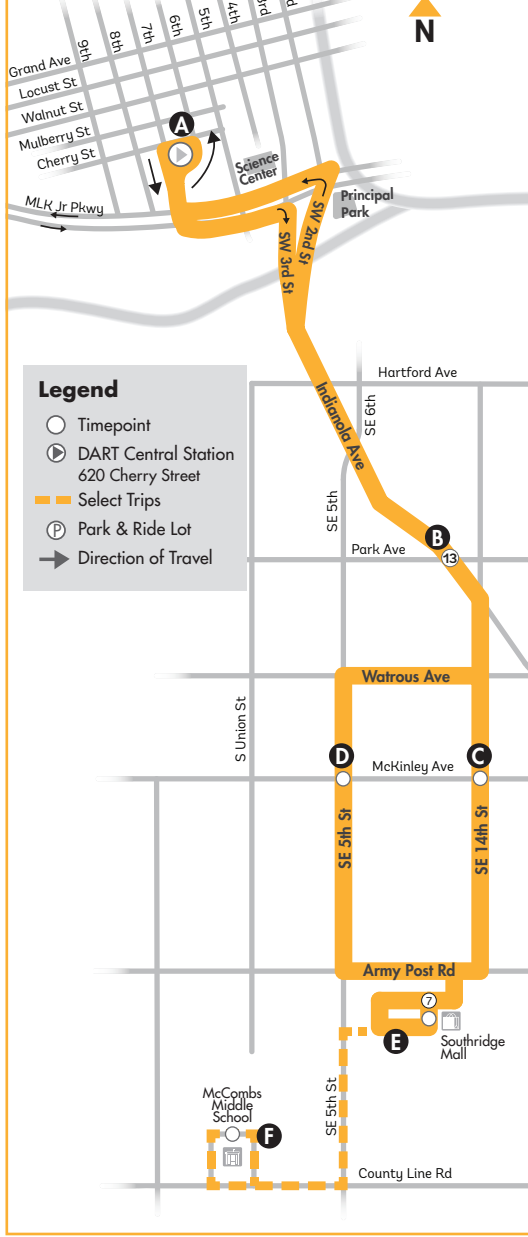 N
9th
8th
7th
6th
5th
4th
3rd
Grand Ave
Locust St
Walnut St
Mulberry St
Cherry St
A
Science
Center
MLK Jr Pkwy
Principal
Park
SW 2nd St
SW 3rd St
Legend
Timepoint
DART Central Station
620 Cherry Street
Select Trips
P Park & Ride Lot
Direction of Travel
Hartford Ave
Indianola Ave
SE 6th
SE 5th
B
Park Ave
13
Watrous Ave
S Union St
D
McKinley Ave
C
SE 5th St
SE 14th St
Army Post Rd
7
E
Southridge
Mall
SE 5th St
McCombs
Middle
School
F
County Line Rd